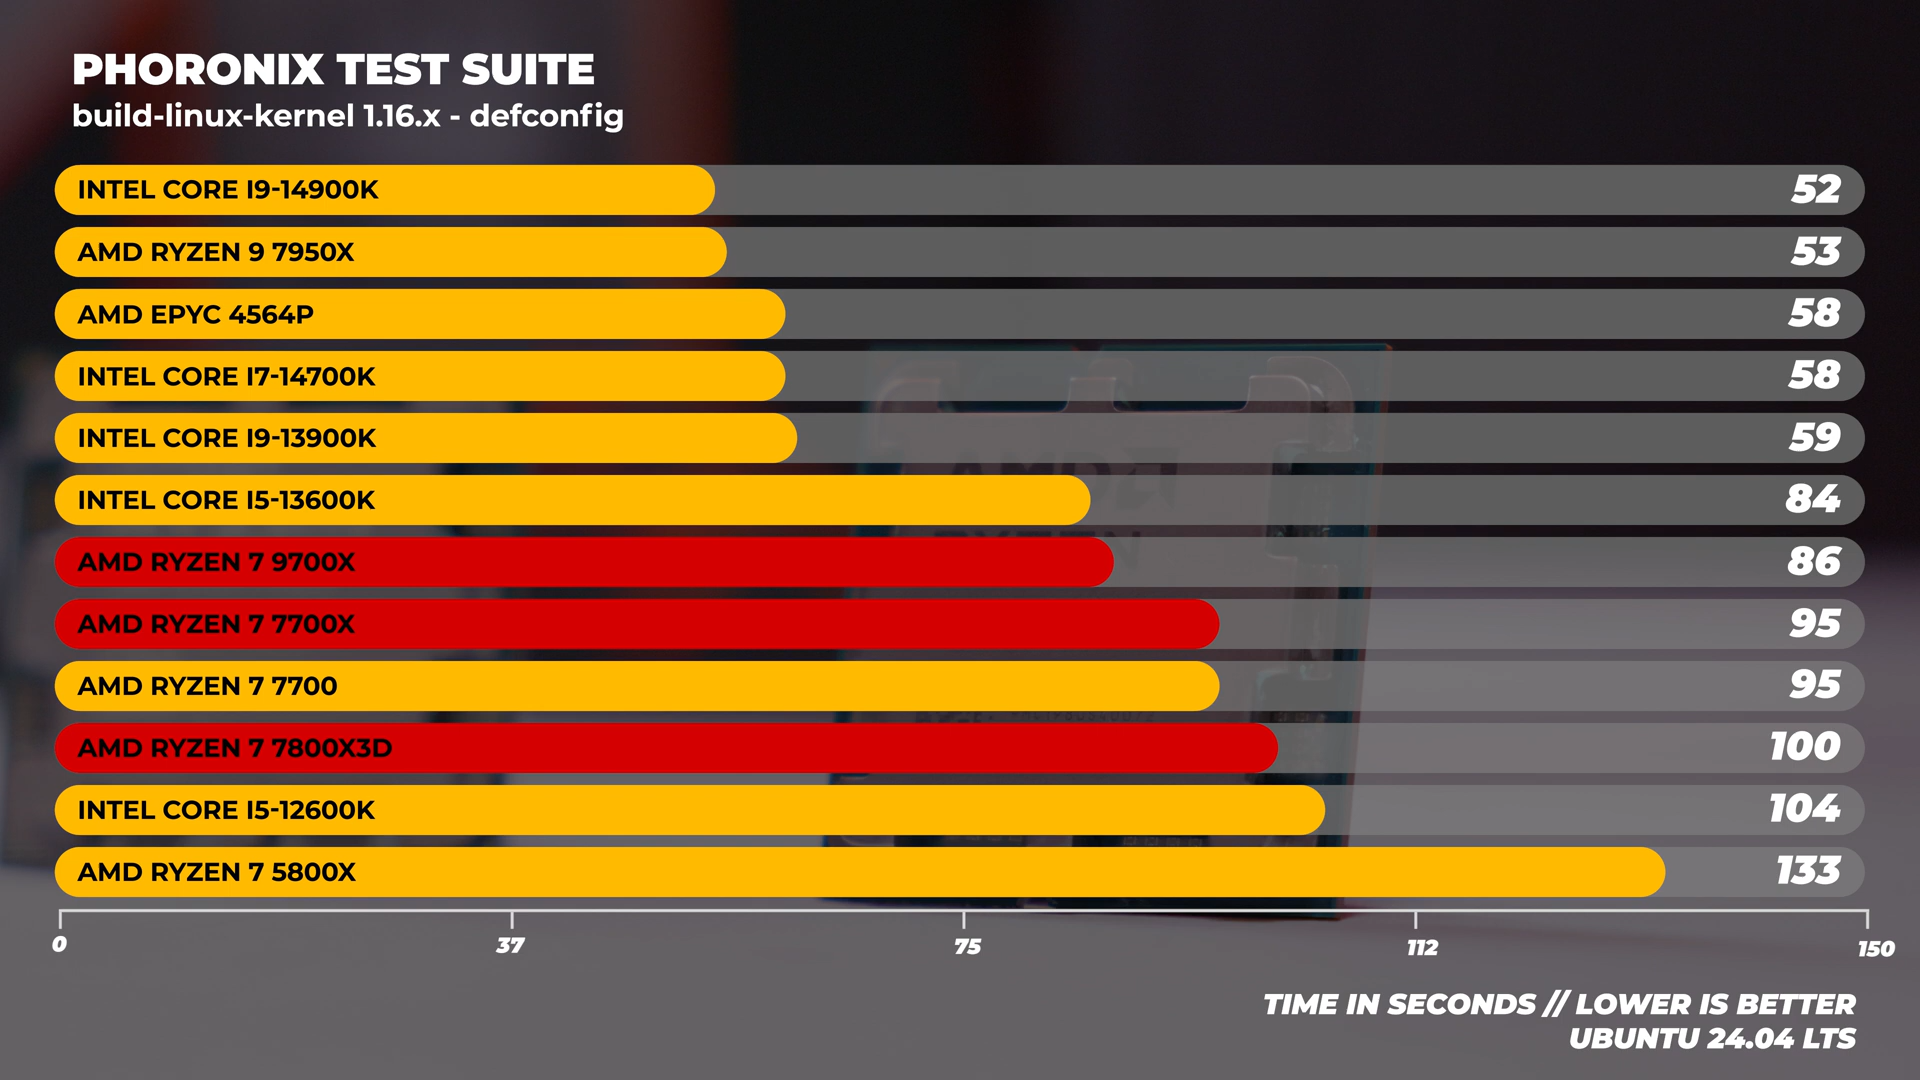 PHORONIX TEST SUITE
build-linux-kernel 1.16.x - defconfig
INTEL CORE I9-14900K 52
AMD RYZEN 9 7950X 53
AMD EPYC 4564P 58
INTEL CORE I7-14700K 58
INTEL CORE I9-13900K 59
INTEL CORE I5-13600K 84
AMD RYZEN 7 9700X 86
AMD RYZEN 7 7700X 95
AMD RYZEN 7 7700 95
AMD RYZEN 7 7800X3D 100
INTEL CORE I5-12600K 104
AMD RYZEN 7 5800X 133
0 37 75 112 150
TIME IN SECONDS // LOWER IS BETTER
UBUNTU 24.04 LTS
AMD
RYZEN